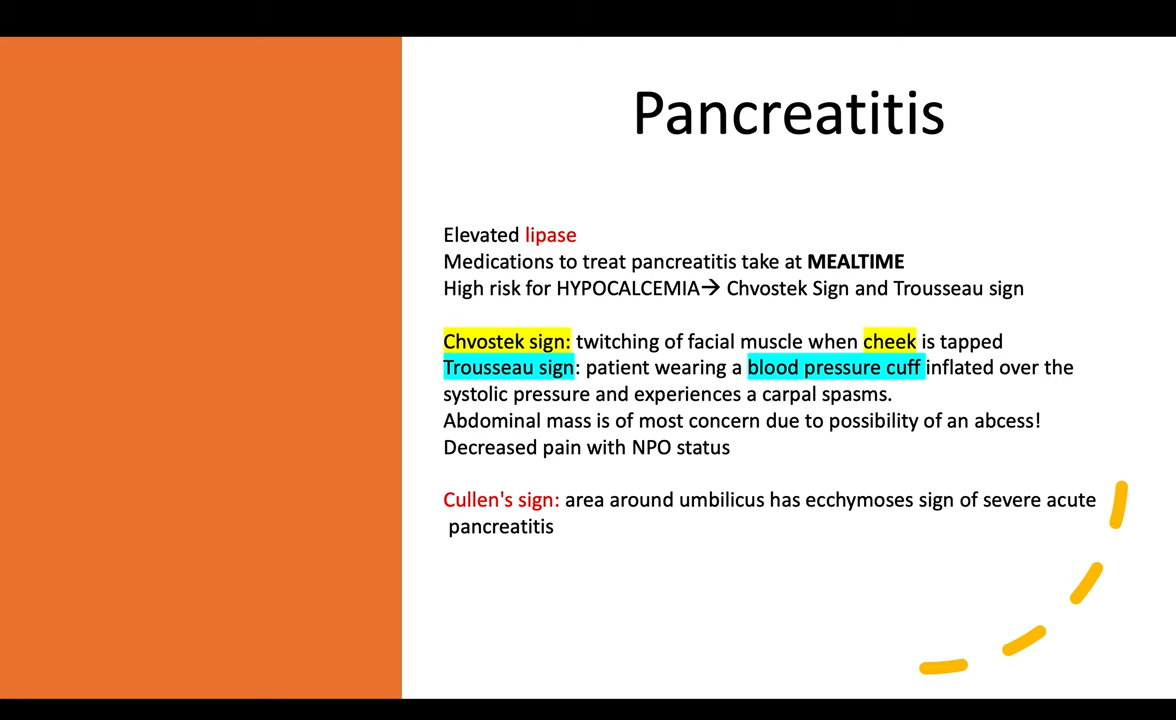 Pancreatitis
Elevated lipase
Medications to treat pancreatitis take at MEALTIME
High risk for HYPOCALCEMIA→ Chvostek Sign and Trousseau sign
Chvostek sign: twitching of facial muscle when cheek is tapped
Trousseau sign: patient wearing a blood pressure cuff inflated over the
systolic pressure and experiences a carpal spasms.
Abdominal mass is of most concern due to possibility of an abcess!
Decreased pain with NPO status
Cullen's sign: area around umbilicus has ecchymoses sign of severe acute
pancreatitis